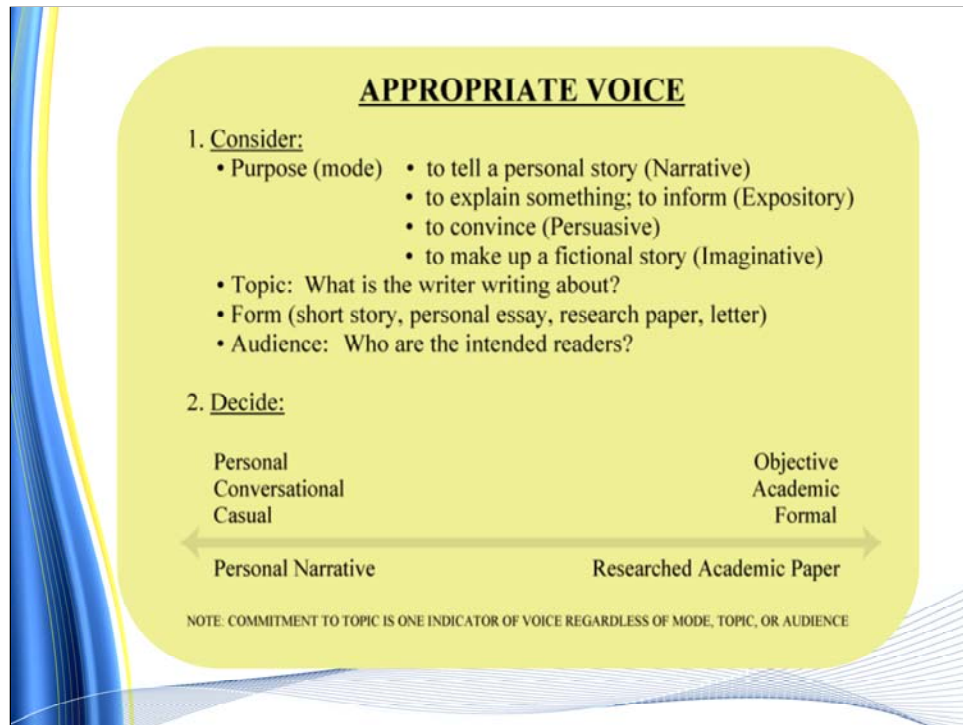 APPROPRIATE VOICE
1. Consider:
• Purpose (mode) • to tell a personal story (Narrative)
• to explain something; to inform (Expository)
• to convince (Persuasive)
• to make up a fictional story (Imaginative)
• Topic: What is the writer writing about?
• Form (short story, personal essay, research paper, letter)
• Audience: Who are the intended readers?
2. Decide:
Personal Objective
Conversational Academic
Casual Formal
Personal Narrative Researched Academic Paper
NOTE: COMMITMENT TO TOPIC IS ONE INDICATOR OF VOICE REGARDLESS OF MODE, TOPIC, OR AUDIENCE